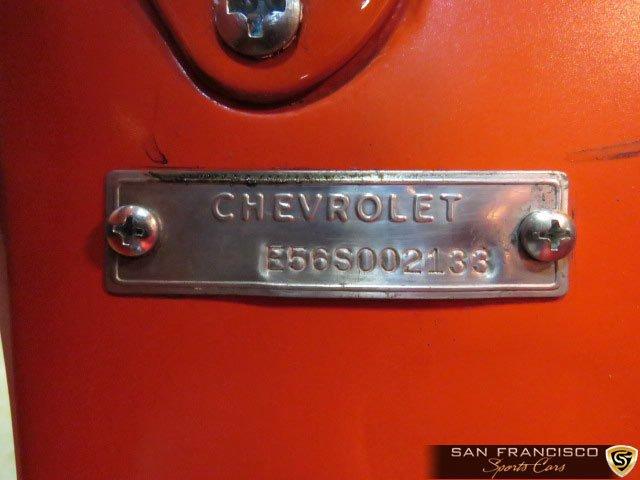 CHEVROLET
E56S002133
SAN FRANCISCO
Sports Cars